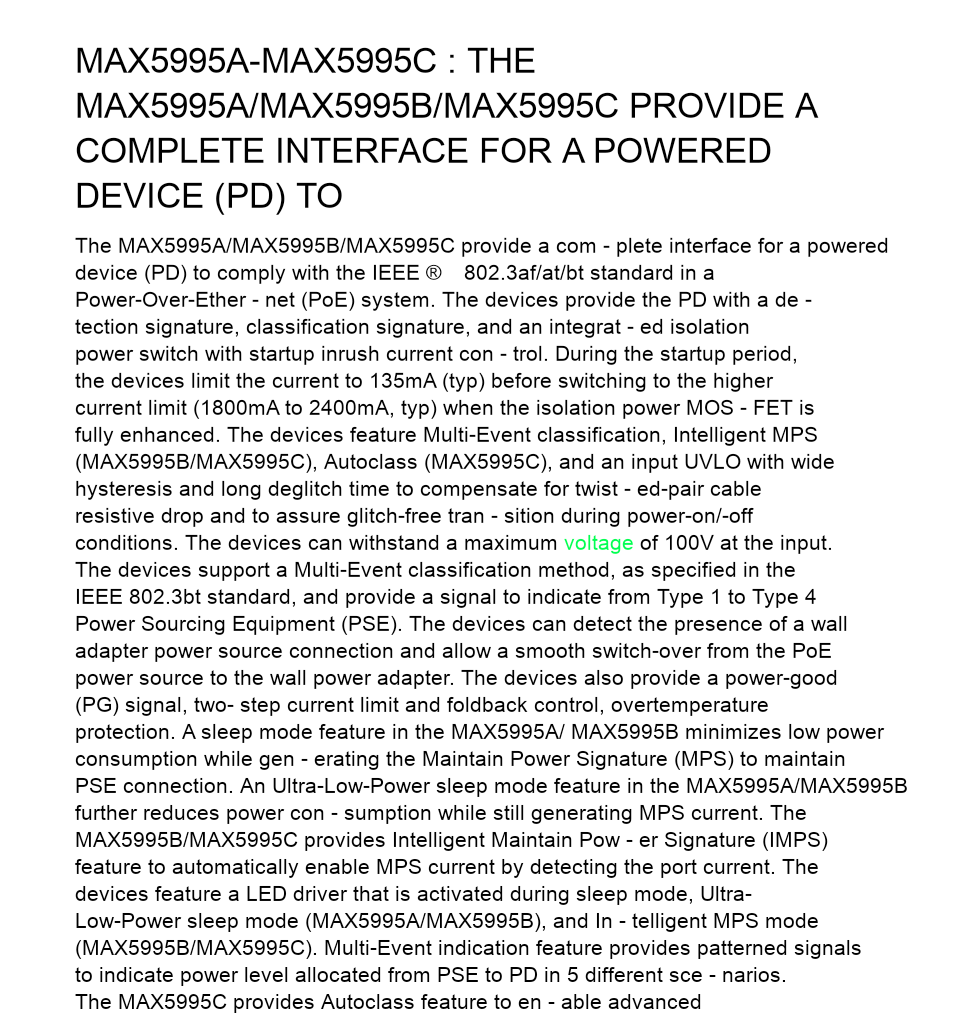 MAX5995A-MAX5995C : THE
MAX5995A/MAX5995B/MAX5995C PROVIDE A
COMPLETE INTERFACE FOR A POWERED
DEVICE (PD) TO
The MAX5995A/MAX5995B/MAX5995C provide a com - plete interface for a powered
device (PD) to comply with the IEEE ® 802.3af/at/bt standard in a
Power-Over-Ether - net (PoE) system. The devices provide the PD with a de -
tection signature, classification signature, and an integrat - ed isolation
power switch with startup inrush current con - trol. During the startup period,
the devices limit the current to 135mA (typ) before switching to the higher
current limit (1800mA to 2400mA, typ) when the isolation power MOS - FET is
fully enhanced. The devices feature Multi-Event classification, Intelligent MPS
(MAX5995B/MAX5995C), Autoclass (MAX5995C), and an input UVLO with wide
hysteresis and long deglitch time to compensate for twist - ed-pair cable
resistive drop and to assure glitch-free tran - sition during power-on/-off
conditions. The devices can withstand a maximum voltage of 100V at the input.
The devices support a Multi-Event classification method, as specified in the
IEEE 802.3bt standard, and provide a signal to indicate from Type 1 to Type 4
Power Sourcing Equipment (PSE). The devices can detect the presence of a wall
adapter power source connection and allow a smooth switch-over from the PoE
power source to the wall power adapter. The devices also provide a power-good
(PG) signal, two- step current limit and foldback control, overtemperature
protection. A sleep mode feature in the MAX5995A/ MAX5995B minimizes low power
consumption while gen - erating the Maintain Power Signature (MPS) to maintain
PSE connection. An Ultra-Low-Power sleep mode feature in the MAX5995A/MAX5995B
further reduces power con - sumption while still generating MPS current. The
MAX5995B/MAX5995C provides Intelligent Maintain Pow - er Signature (IMPS)
feature to automatically enable MPS current by detecting the port current. The
devices feature a LED driver that is activated during sleep mode, Ultra-
Low-Power sleep mode (MAX5995A/MAX5995B), and In - telligent MPS mode
(MAX5995B/MAX5995C). Multi-Event indication feature provides patterned signals
to indicate power level allocated from PSE to PD in 5 different sce - narios.
The MAX5995C provides Autoclass feature to en - able advanced